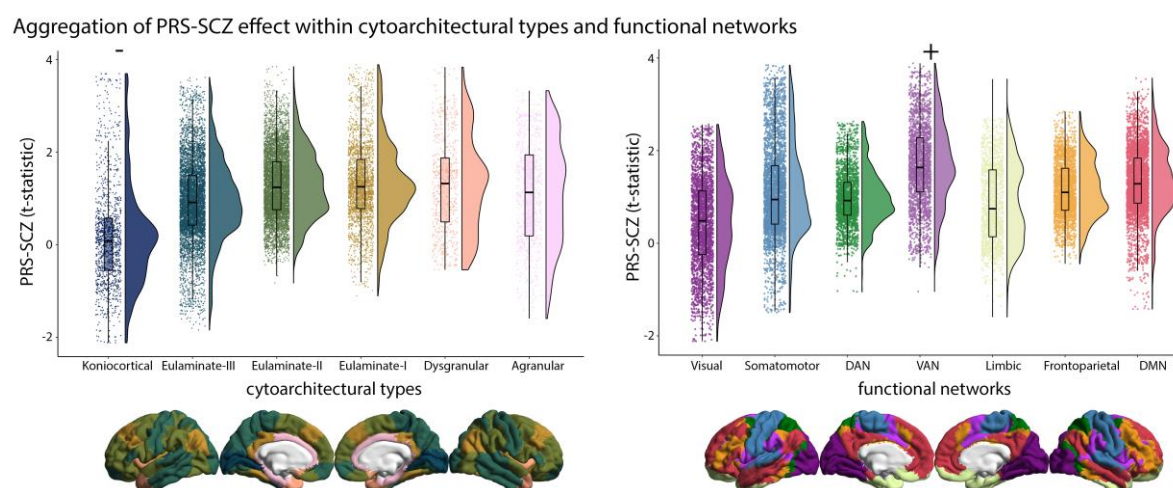 Aggregation of PRS-SCZ effect within cytoarchitectural types and functional networks
-
4
2
0
-2
PRS-SCZ (t-statistic)
Koniocortical Eulaminate-III Eulaminate-II Eulaminate-I Dysgranular Agranular
cytoarchitectural types
+
4
2
0
-2
PRS-SCZ (t-statistic)
Visual Somatomotor DAN VAN Limbic Frontoparietal DMN
functional networks